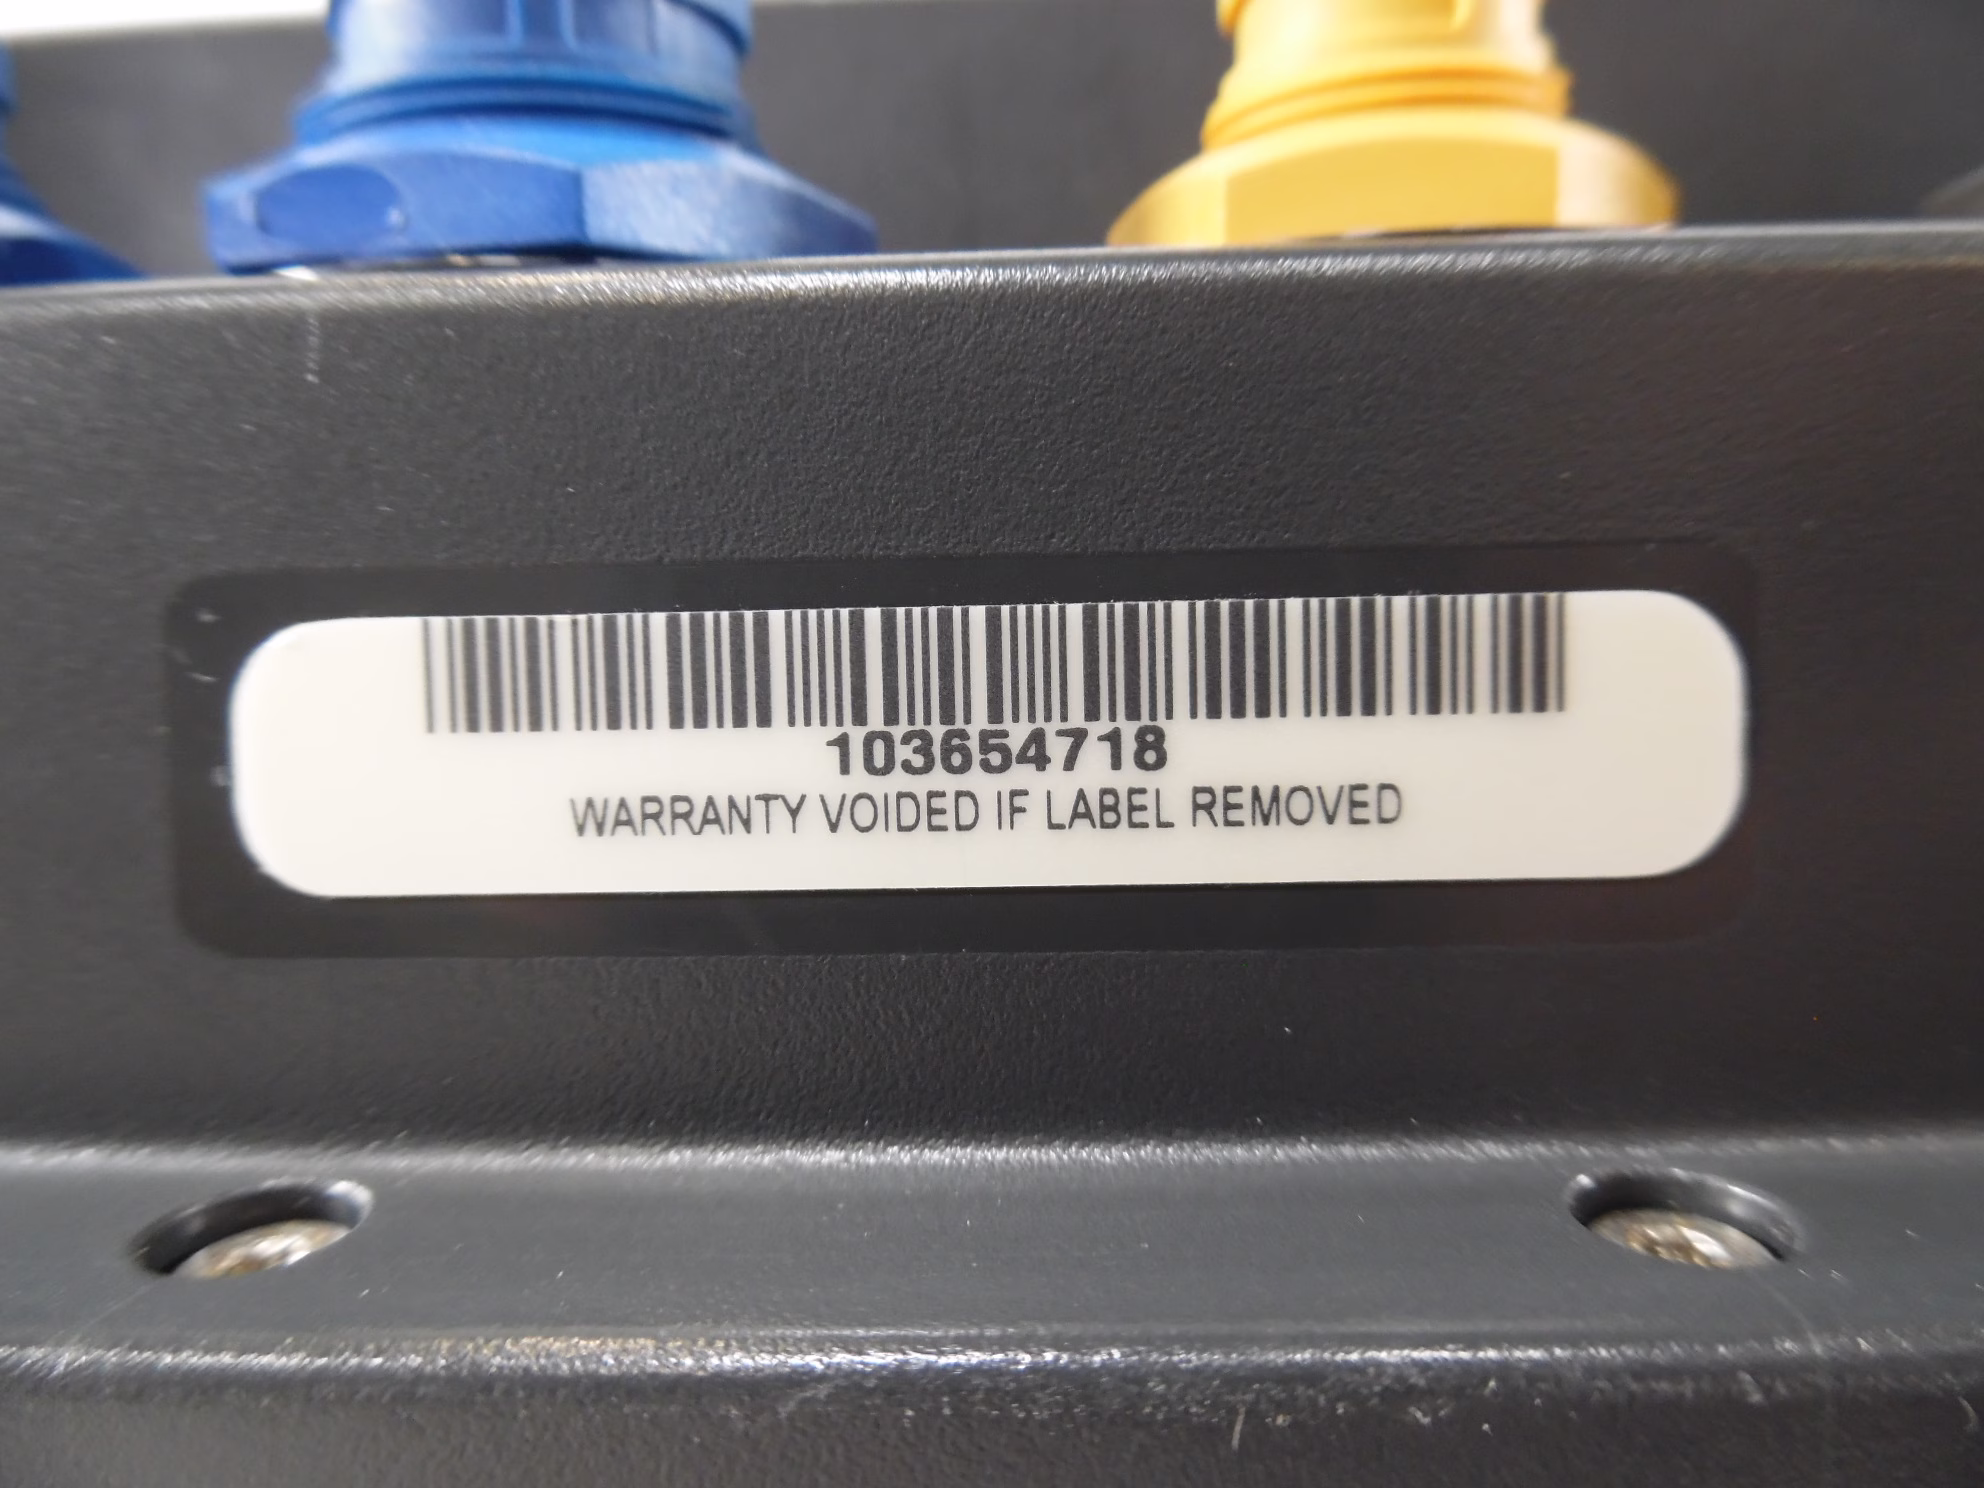 103654718
WARRANTY VOIDED IF LABEL REMOVED